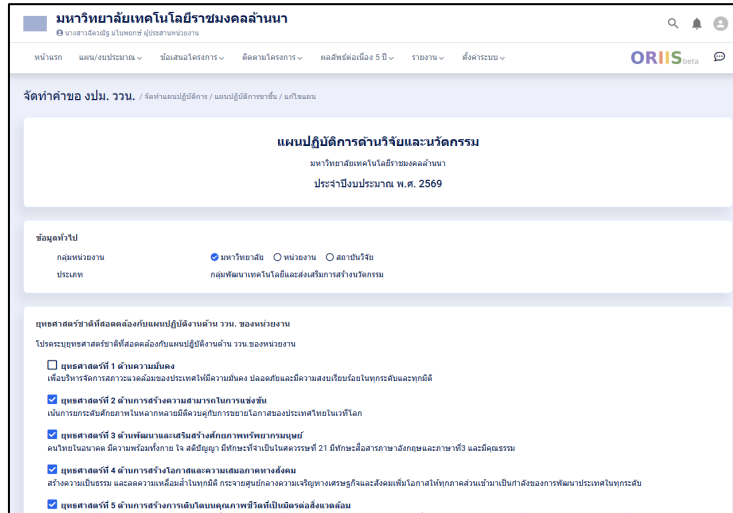 มหาวิทยาลัยเทคโนโลยีราชมงคลล้านนา
ผู้ประสานหน่วยงาน
หน้าแรก แผน/งบประมาณ ข้อเสนอโครงการ ติดตามโครงการ ผลสัมฤทธิ์ต่อเนื่อง 5 ปี รายงาน ตั้งค่าระบบ ORIIS beta
จัดทำคำขอ งปม. ววน. / จัดทำแผนปฏิบัติการ / แผนปฏิบัติการขาขึ้น / แก้ไขแผน
แผนปฏิบัติการด้านวิจัยและนวัตกรรม
มหาวิทยาลัยเทคโนโลยีราชมงคลล้านนา
ประจำปีงบประมาณ พ.ศ. 2569
ข้อมูลทั่วไป
กลุ่มหน่วยงาน มหาวิทยาลัย หน่วยงาน สถาบันวิจัย
ประเภท กลุ่มพัฒนาเทคโนโลยีและส่งเสริมการสร้างนวัตกรรม
ยุทธศาสตร์ชาติที่สอดคล้องกับแผนปฏิบัติงานด้าน ววน. ของหน่วยงาน
โปรดระบุยุทธศาสตร์ชาติที่สอดคล้องกับแผนปฏิบัติงานด้าน ววน.ของหน่วยงาน
ยุทธศาสตร์ที่ 1 ด้านความมั่นคง
เพื่อบริหารจัดการสภาวะแวดล้อมของประเทศให้มีความมั่นคง ปลอดภัยและมีความสงบเรียบร้อยในทุกระดับและทุกมิติ
ยุทธศาสตร์ที่ 2 ด้านการสร้างความสามารถในการแข่งขัน
เน้นการยกระดับศักยภาพในหลากหลายมิติควบคู่กับการขยายโอกาสของประเทศไทยในเวทีโลก
ยุทธศาสตร์ที่ 3 ด้านพัฒนาและเสริมสร้างศักยภาพทรัพยากรมนุษย์
คนไทยในอนาคต มีความพร้อมทั้งกาย ใจ สติปัญญา มีทักษะที่จำเป็นในศตวรรษที่ 21 มีทักษะสื่อสารภาษาอังกฤษและภาษาที่3 และมีคุณธรรม
ยุทธศาสตร์ที่ 4 ด้านการสร้างโอกาสและความเสมอภาคทางสังคม
สร้างความเป็นธรรม และลดความเหลื่อมล้ำในทุกมิติ กระจายศูนย์กลางความเจริญทางเศรษฐกิจและสังคมเพิ่มโอกาสให้ทุกภาคส่วนเข้ามาเป็นกำลังของการพัฒนาประเทศในทุกระดับ
ยุทธศาสตร์ที่ 5 ด้านการสร้างการเติบโตบนคุณภาพชีวิตที่เป็นมิตรต่อสิ่งแวดล้อม